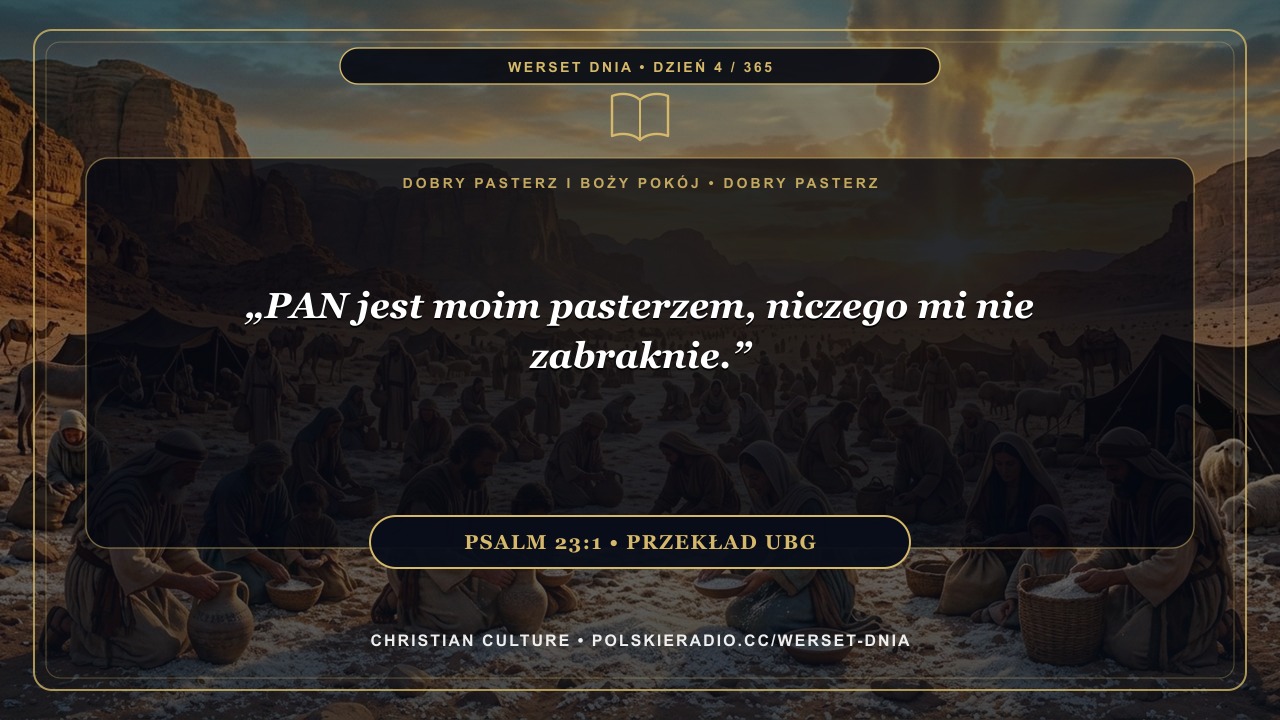 WERSET DNIA • DZIEŃ 4 / 365
DOBRY PASTERZ I BOŻY POKÓJ • DOBRY PASTERZ
„PAN jest moim pasterzem, niczego mi nie
zabraknie.”
PSALM 23:1 • PRZEKŁAD UBG
CHRISTIAN CULTURE • POLSKIERADIO.CC/WERSET-DNIA